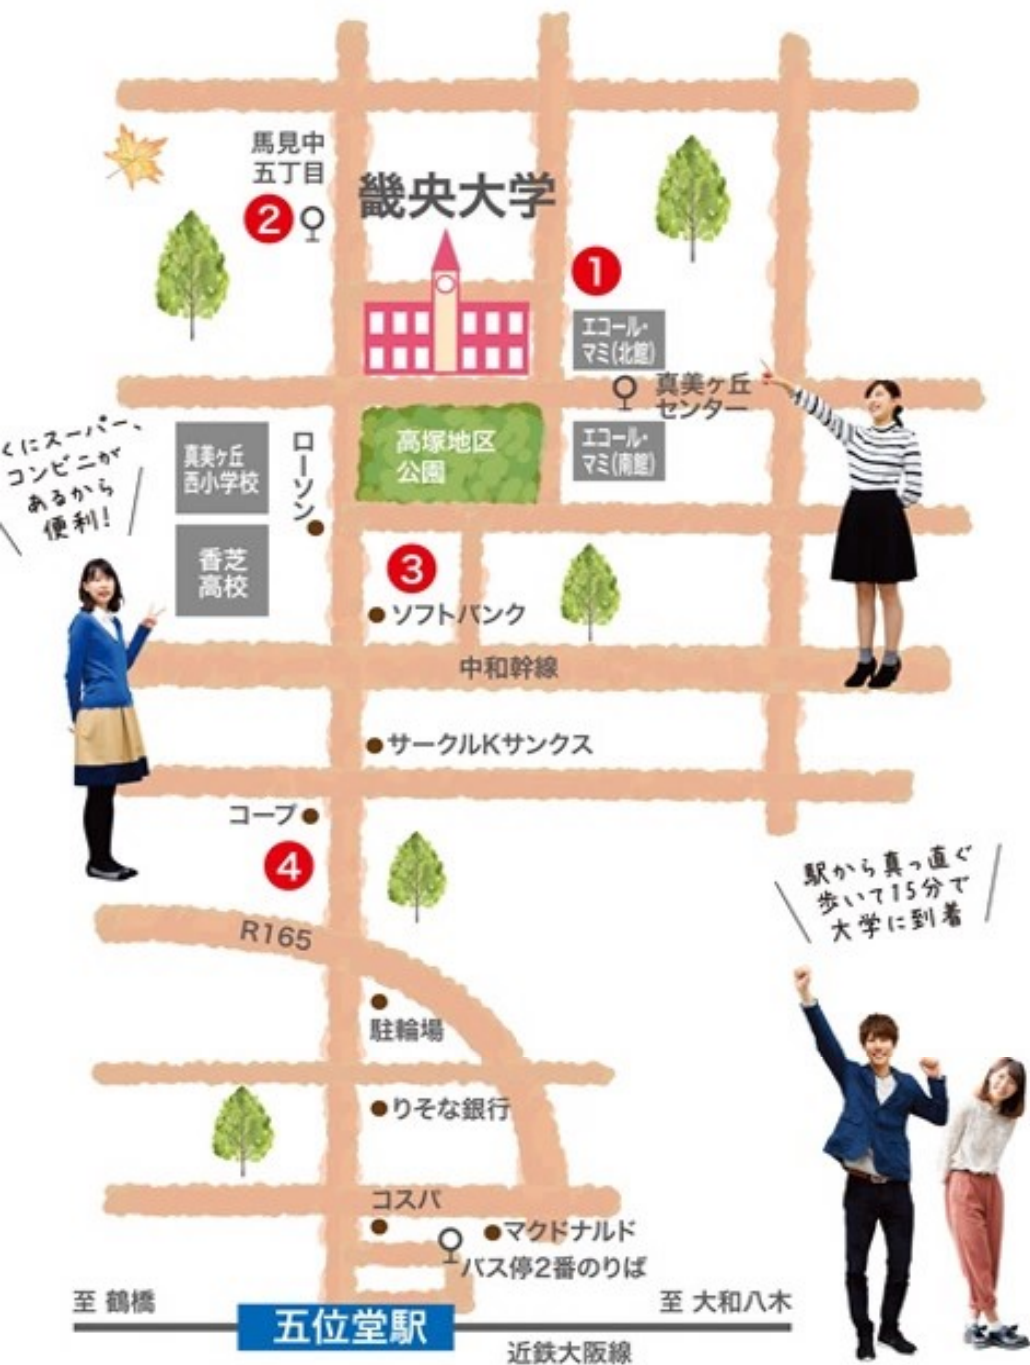 馬見中
五丁目
2
畿央大学
1
エコール・
マミ(北館)
真美ヶ丘
センター
エコール・
マミ(南館)
高塚地区
公園
くにスーパー、
コンビニが
あるから
便利!
真美ヶ丘
西小学校
ローソン
香芝
高校
3
ソフトバンク
中和幹線
サークルKサンクス
コープ
4
駅から真っ直ぐ
歩いて15分で
大学に到着
R165
駐輪場
りそな銀行
コスパ
マクドナルド
バス停2番のりば
至 鶴橋
五位堂駅
至 大和八木
近鉄大阪線